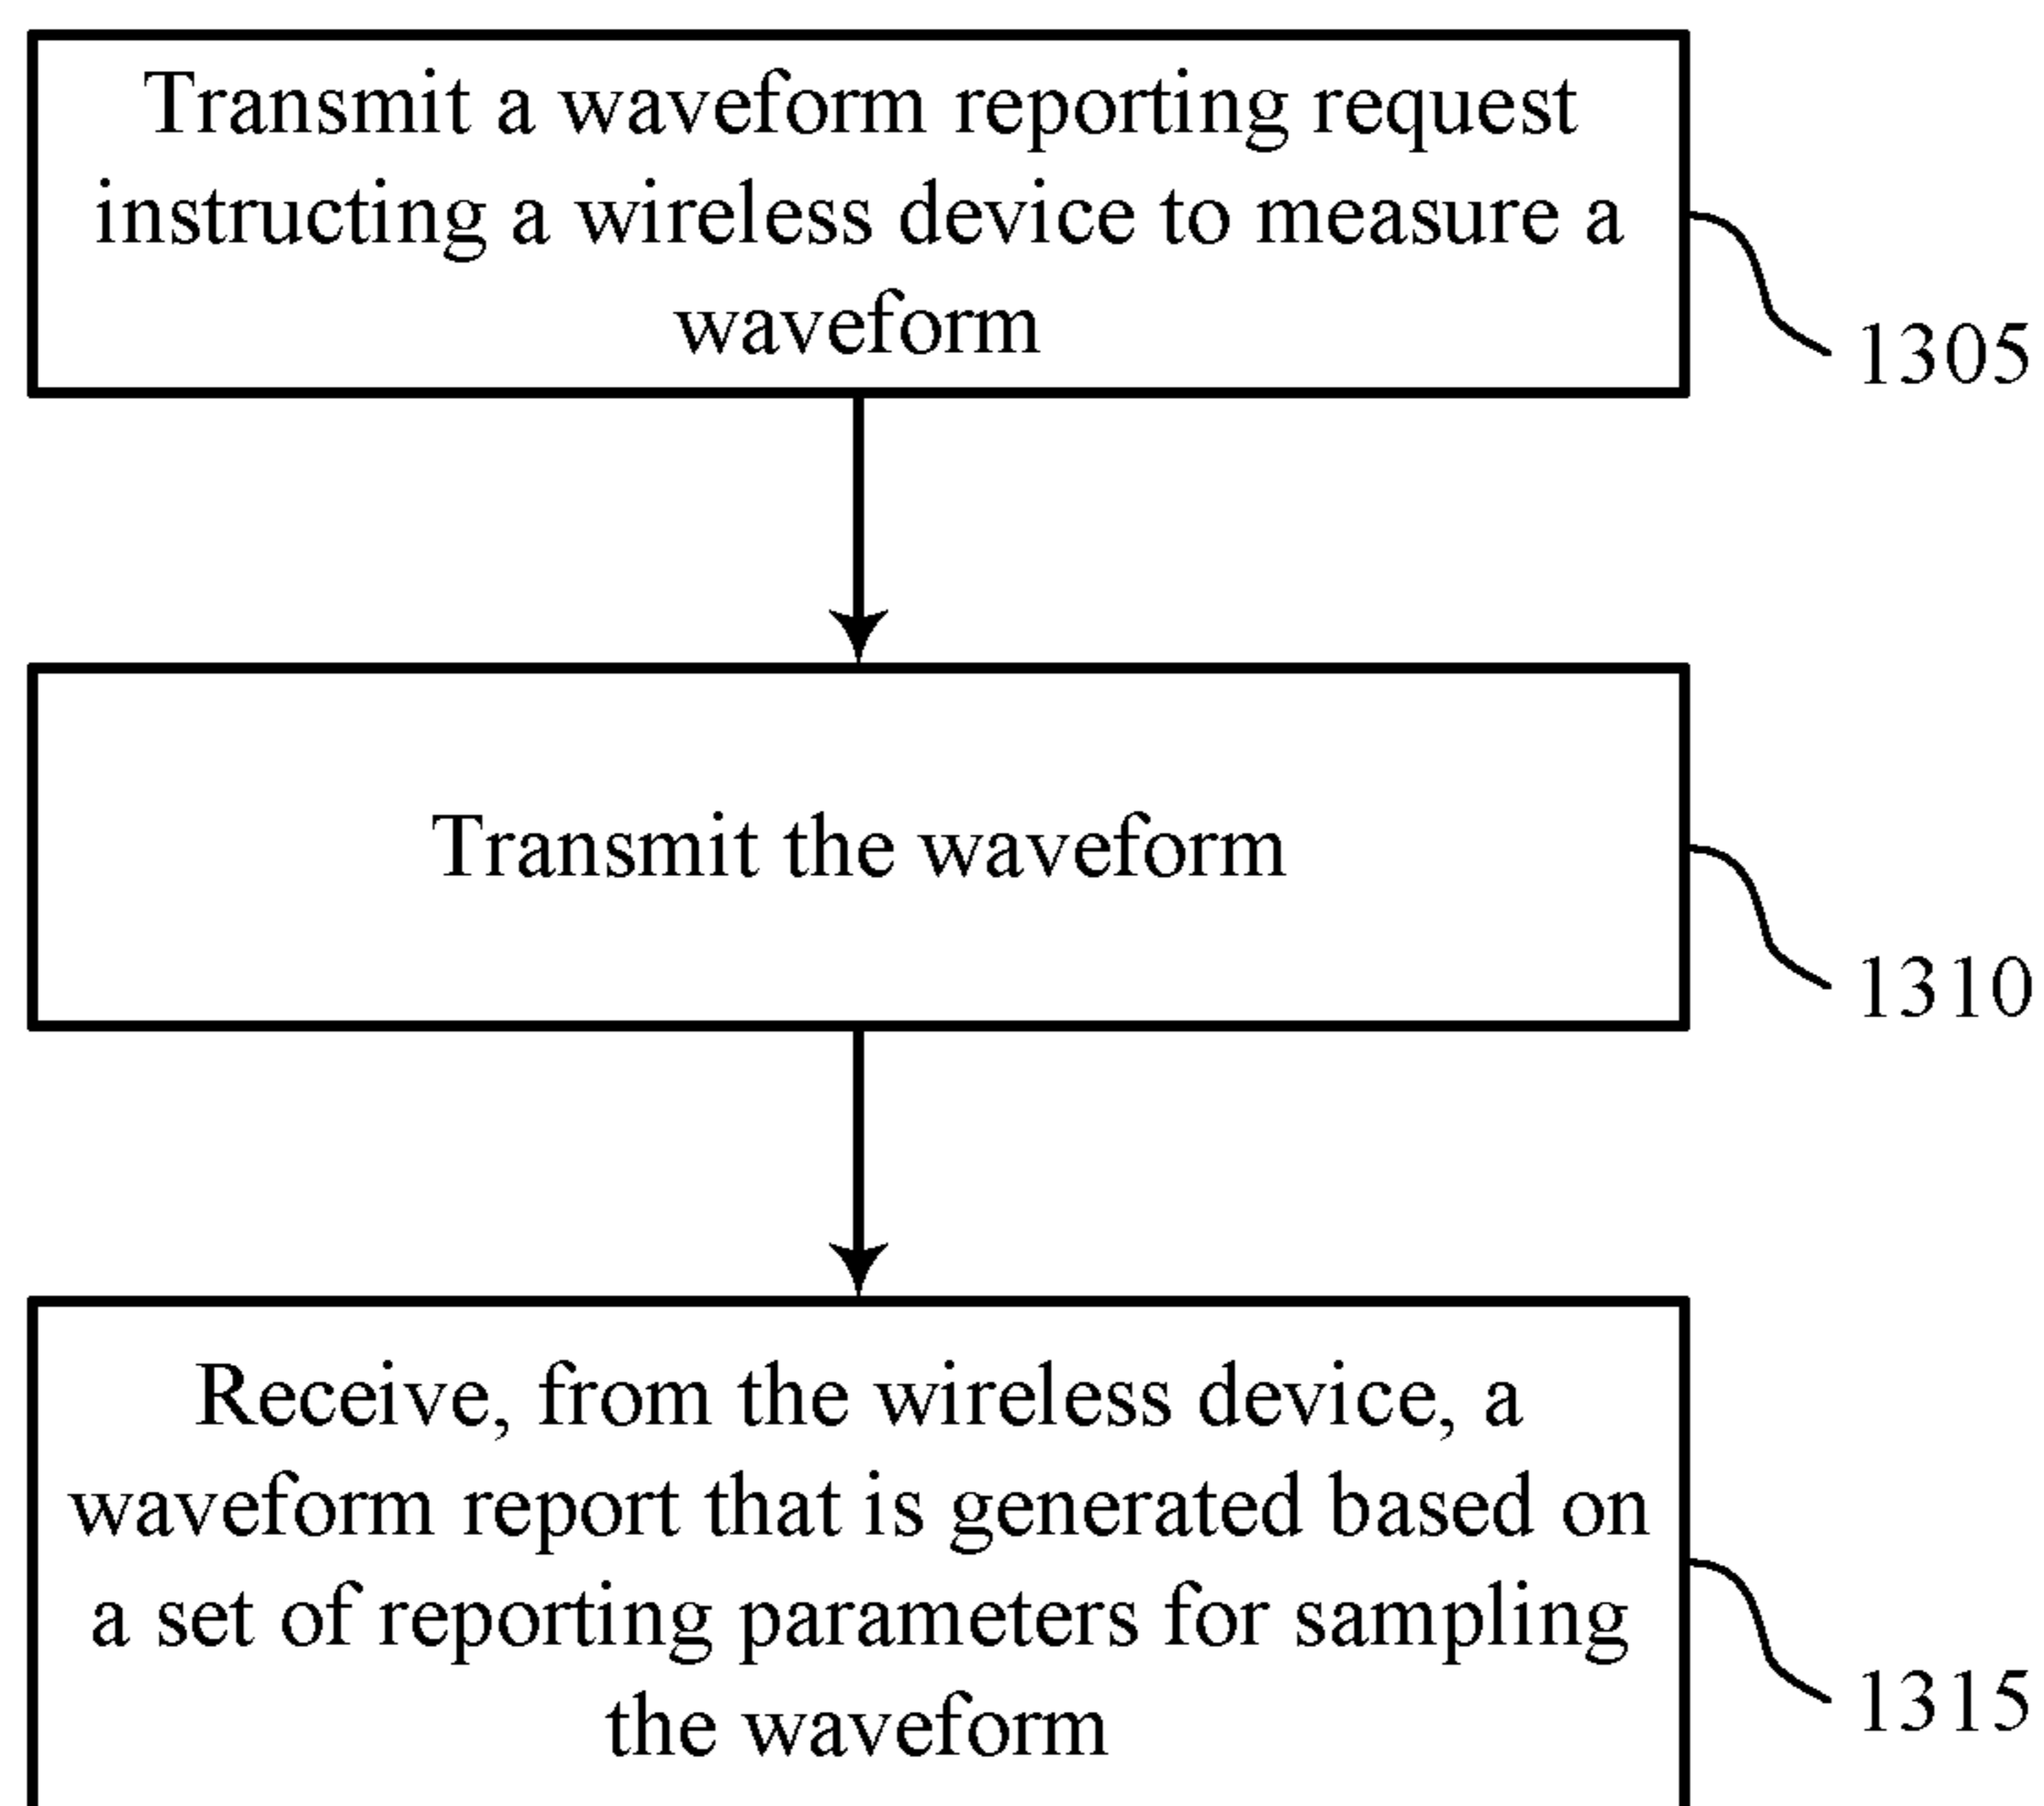 Transmit a waveform reporting request
instructing a wireless device to measure a
waveform
1305
Transmit the waveform
1310
Receive, from the wireless device, a
waveform report that is generated based on
a set of reporting parameters for sampling
the waveform
1315